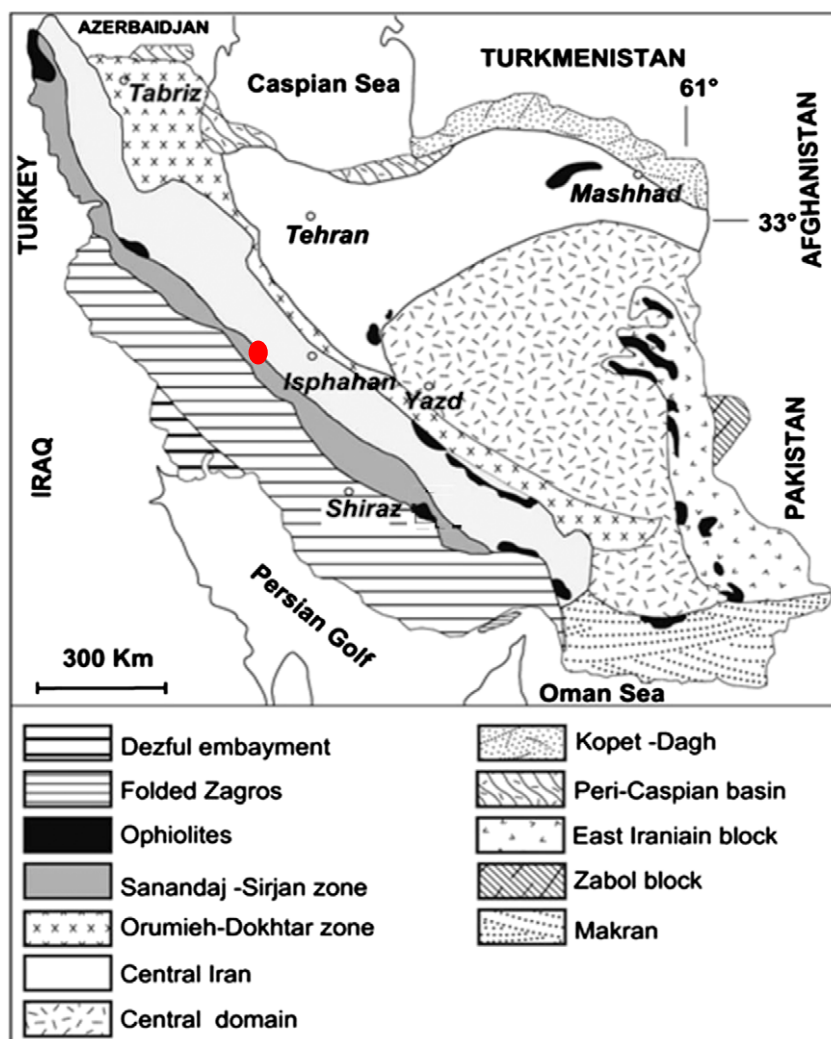 AZERBAIDJAN
Caspian Sea
TURKMENISTAN
61°
Tabriz
AFGHANISTAN
Mashhad
33°
TURKEY
Tehran
Isphahan
Yazd
IRAQ
PAKISTAN
Shiraz
Persian Golf
300 Km
Oman Sea
Dezful embayment
Folded Zagros
Ophiolites
Sanandaj -Sirjan zone
Orumieh-Dokhtar zone
Central Iran
Central domain
Kopet -Dagh
Peri-Caspian basin
East Iraniain block
Zabol block
Makran